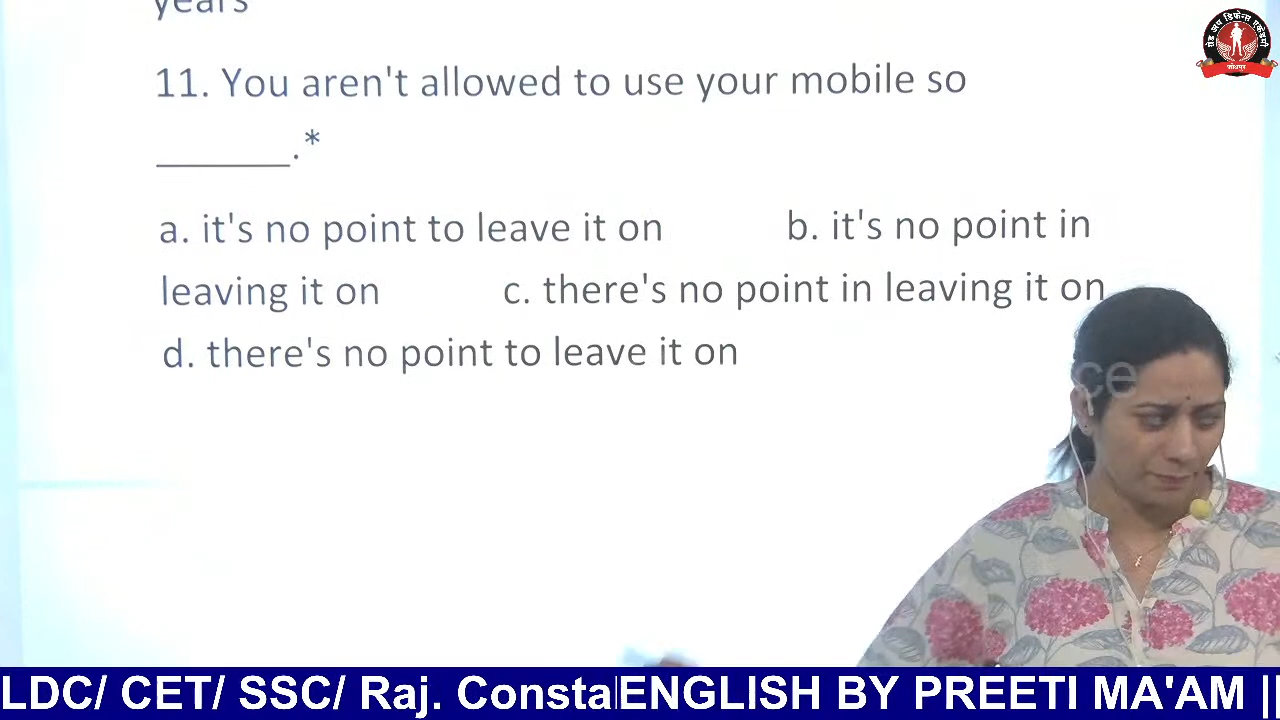 years
11. You aren't allowed to use your mobile so
_______.*
a. it's no point to leave it on b. it's no point in
leaving it on c. there's no point in leaving it on
d. there's no point to leave it on
ce
जोधपुर
LDC/ CET/ SSC/ Raj. Consta ENGLISH BY PREETI MA'AM ||